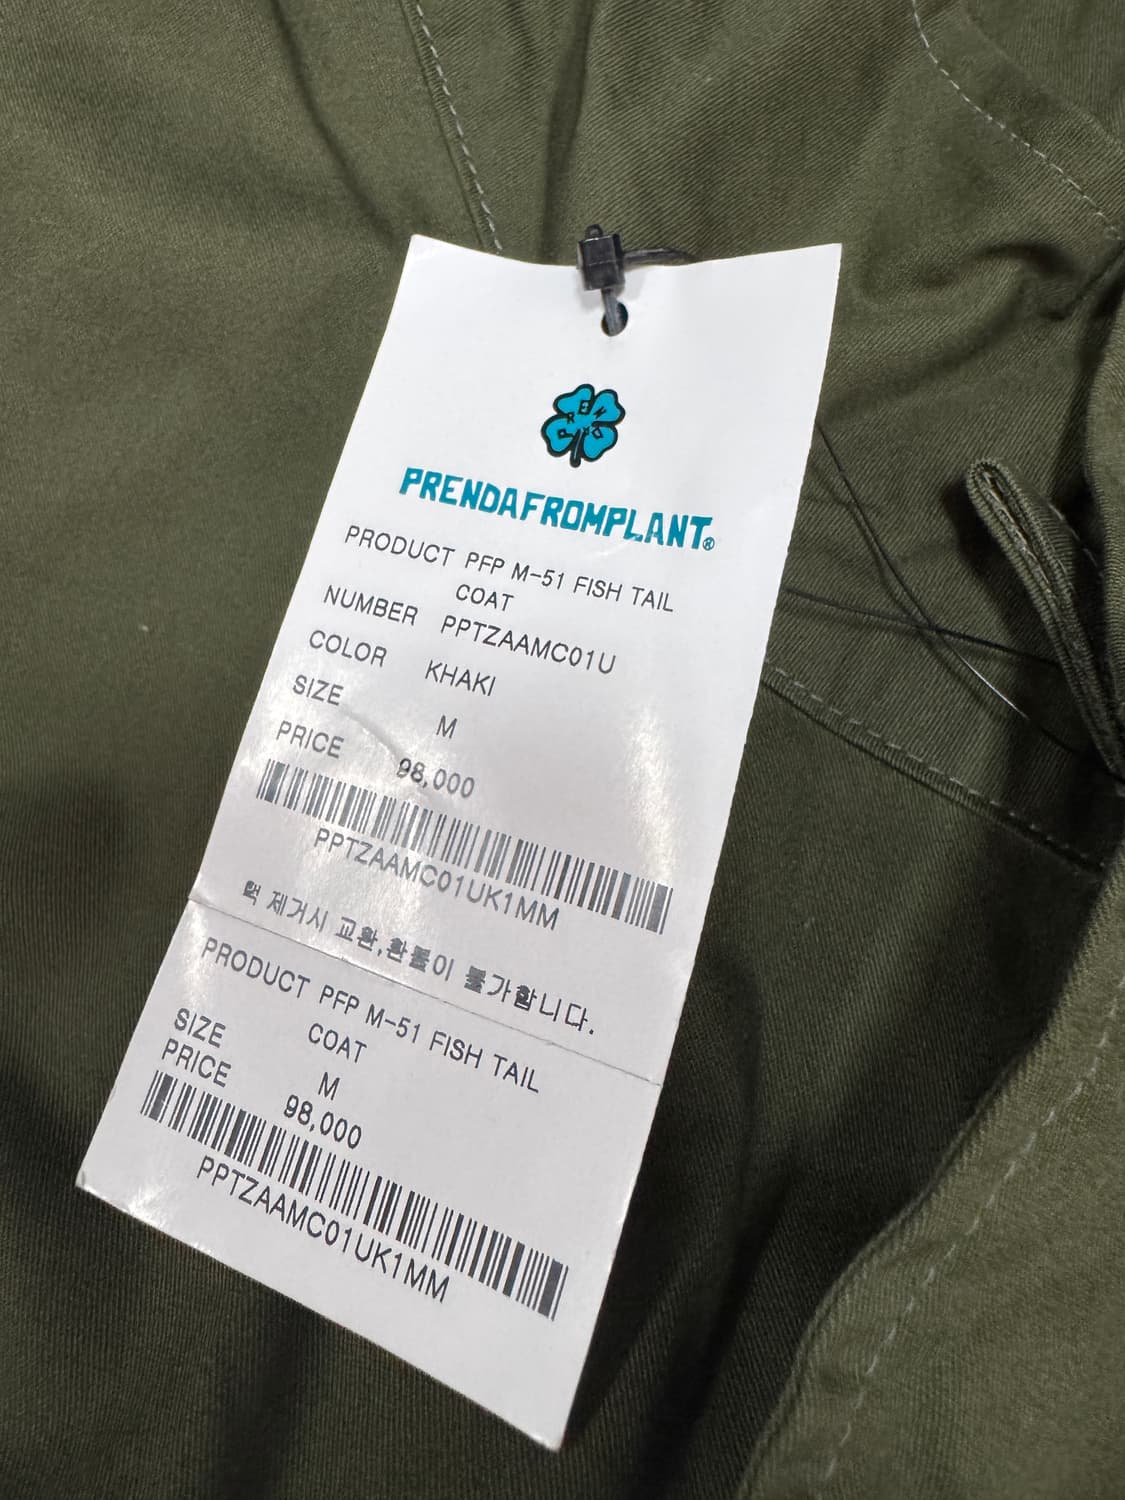 PRENDA
PRENDAFROMPLANT®
PRODUCT PFP M-51 FISH TAIL
COAT
NUMBER PPTZAAMC01U
COLOR KHAKI
SIZE M
PRICE 98,000
PPTZAAMC01UK1MM
택 제거시 교환,환불이 불가합니다.
PRODUCT PFP M-51 FISH TAIL
COAT
SIZE M
PRICE 98,000
PPTZAAMC01UK1MM